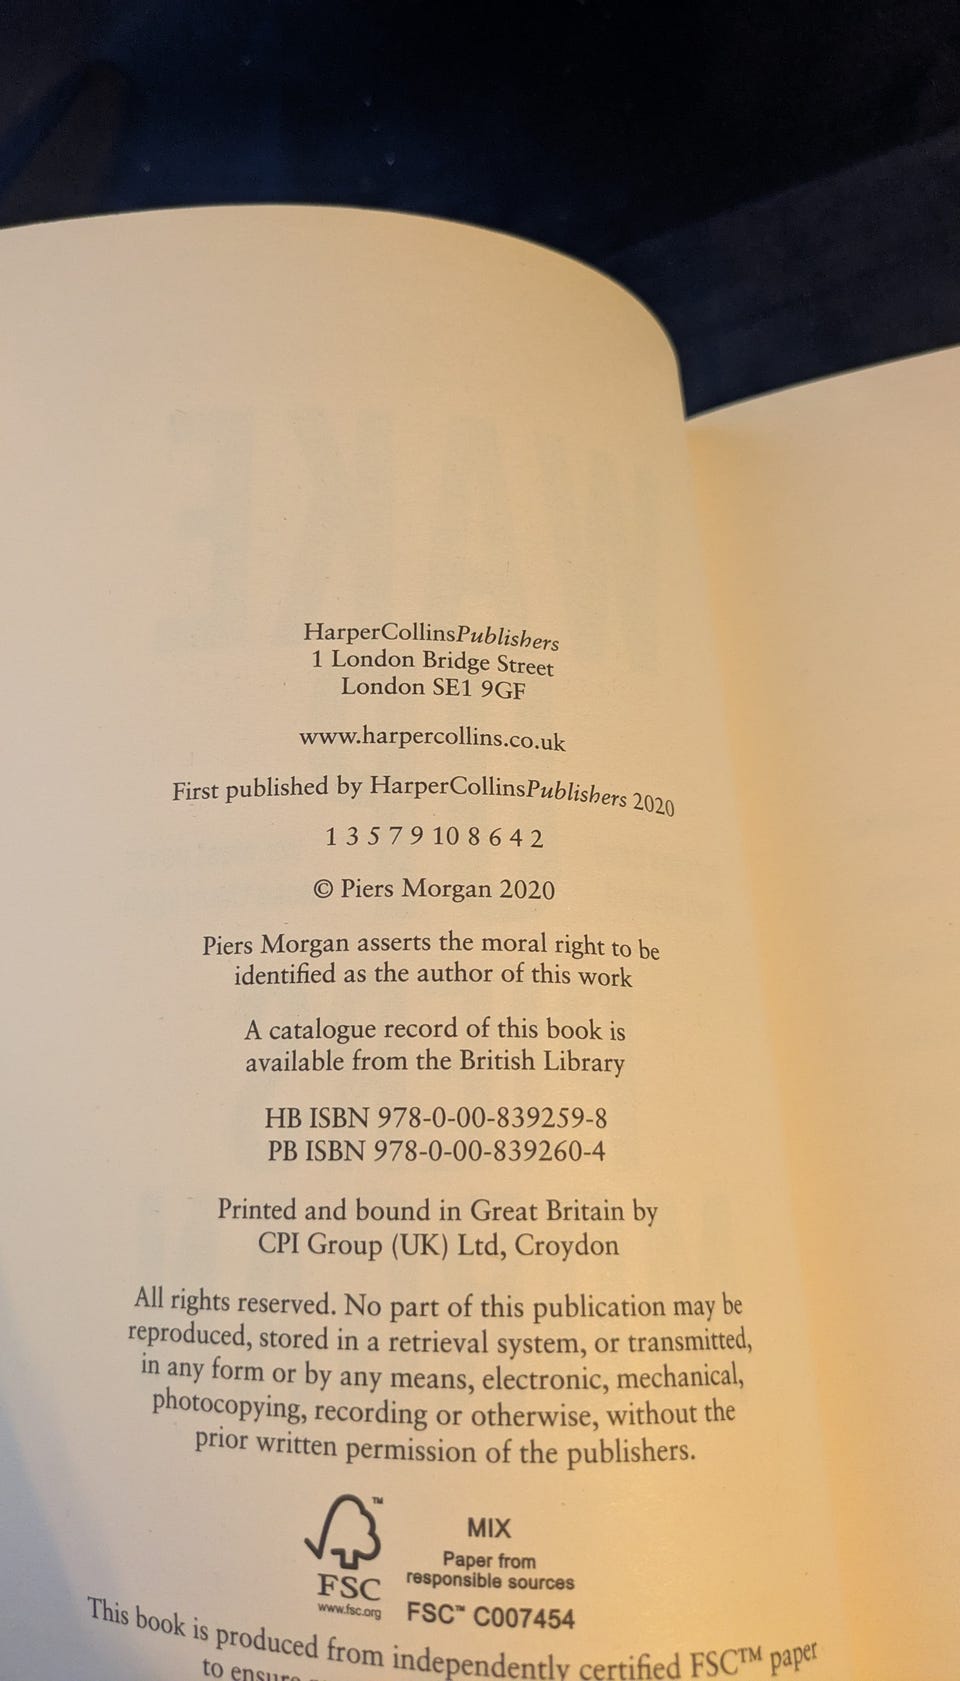 HarperCollinsPublishers
1 London Bridge Street
London SE1 9GF
www.harpercollins.co.uk
First published by HarperCollinsPublishers 2020
1 3 5 7 9 10 8 6 4 2
© Piers Morgan 2020
Piers Morgan asserts the moral right to be
identified as the author of this work
A catalogue record of this book is
available from the British Library
HB ISBN 978-0-00-839259-8
PB ISBN 978-0-00-839260-4
Printed and bound in Great Britain by
CPI Group (UK) Ltd, Croydon
All rights reserved. No part of this publication may be
reproduced, stored in a retrieval system, or transmitted,
in any form or by any means, electronic, mechanical,
photocopying, recording or otherwise, without the
prior written permission of the publishers.
TM
FSC
www.fsc.org
MIX
Paper from
responsible sources
FSC™ C007454
This book is produced from independently certified FSC™ paper
to ensure